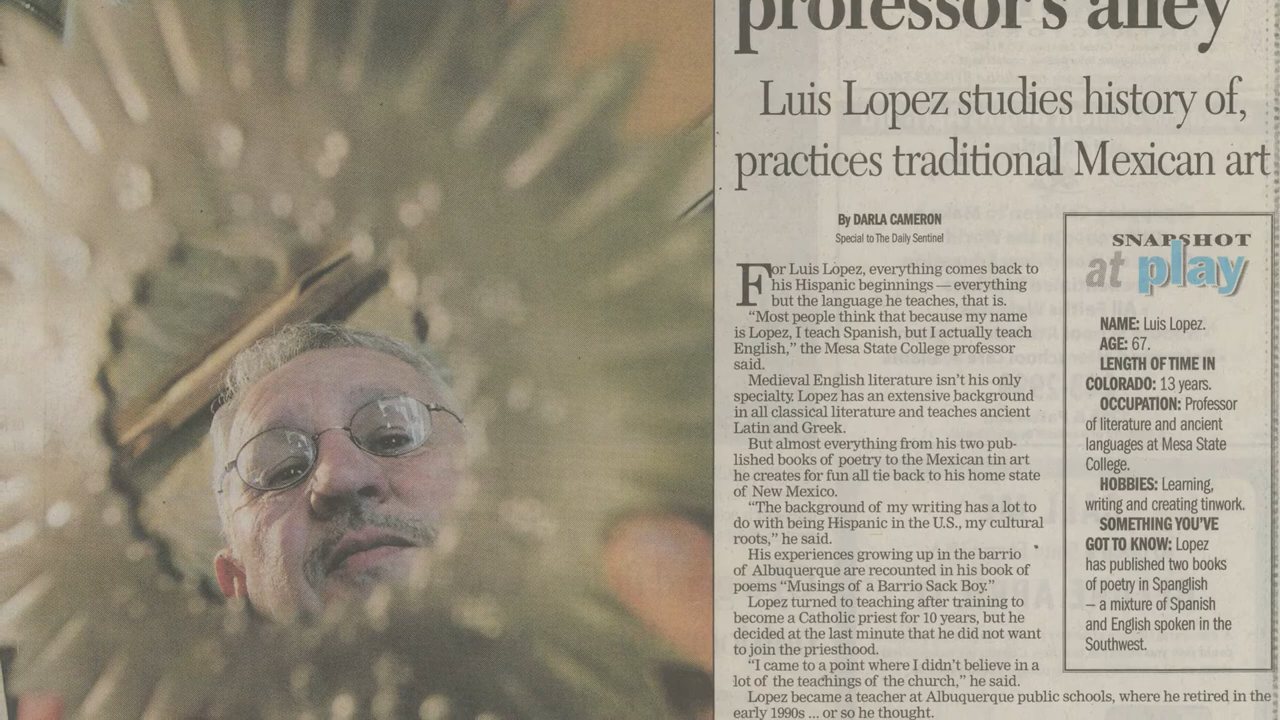 professor's alley
Luis Lopez studies history of,
practices traditional Mexican art
By DARLA CAMERON
Special to The Daily Sentinel
For Luis Lopez, everything comes back to
his Hispanic beginnings — everything
but the language he teaches, that is.
“Most people think that because my name
is Lopez, I teach Spanish, but I actually teach
English,” the Mesa State College professor
said.
Medieval English literature isn't his only
specialty. Lopez has an extensive background
in all classical literature and teaches ancient
Latin and Greek.
But almost everything from his two pub-
lished books of poetry to the Mexican tin art
he creates for fun all tie back to his home state
of New Mexico.
“The background of my writing has a lot to
do with being Hispanic in the U.S., my cultural
roots,” he said.
His experiences growing up in the barrio
of Albuquerque are recounted in his book of
poems “Musings of a Barrio Sack Boy.”
Lopez turned to teaching after training to
become a Catholic priest for 10 years, but he
decided at the last minute that he did not want
to join the priesthood.
“I came to a point where I didn't believe in a
lot of the teachings of the church,” he said.
Lopez became a teacher at Albuquerque public schools, where he retired in the
early 1990s ... or so he thought.
SNAPSHOT
at play
NAME: Luis Lopez.
AGE: 67.
LENGTH OF TIME IN
COLORADO: 13 years.
OCCUPATION: Professor
of literature and ancient
languages at Mesa State
College.
HOBBIES: Learning,
writing and creating tinwork.
SOMETHING YOU'VE
GOT TO KNOW: Lopez
has published two books
of poetry in Spanglish
— a mixture of Spanish
and English spoken in the
Southwest.